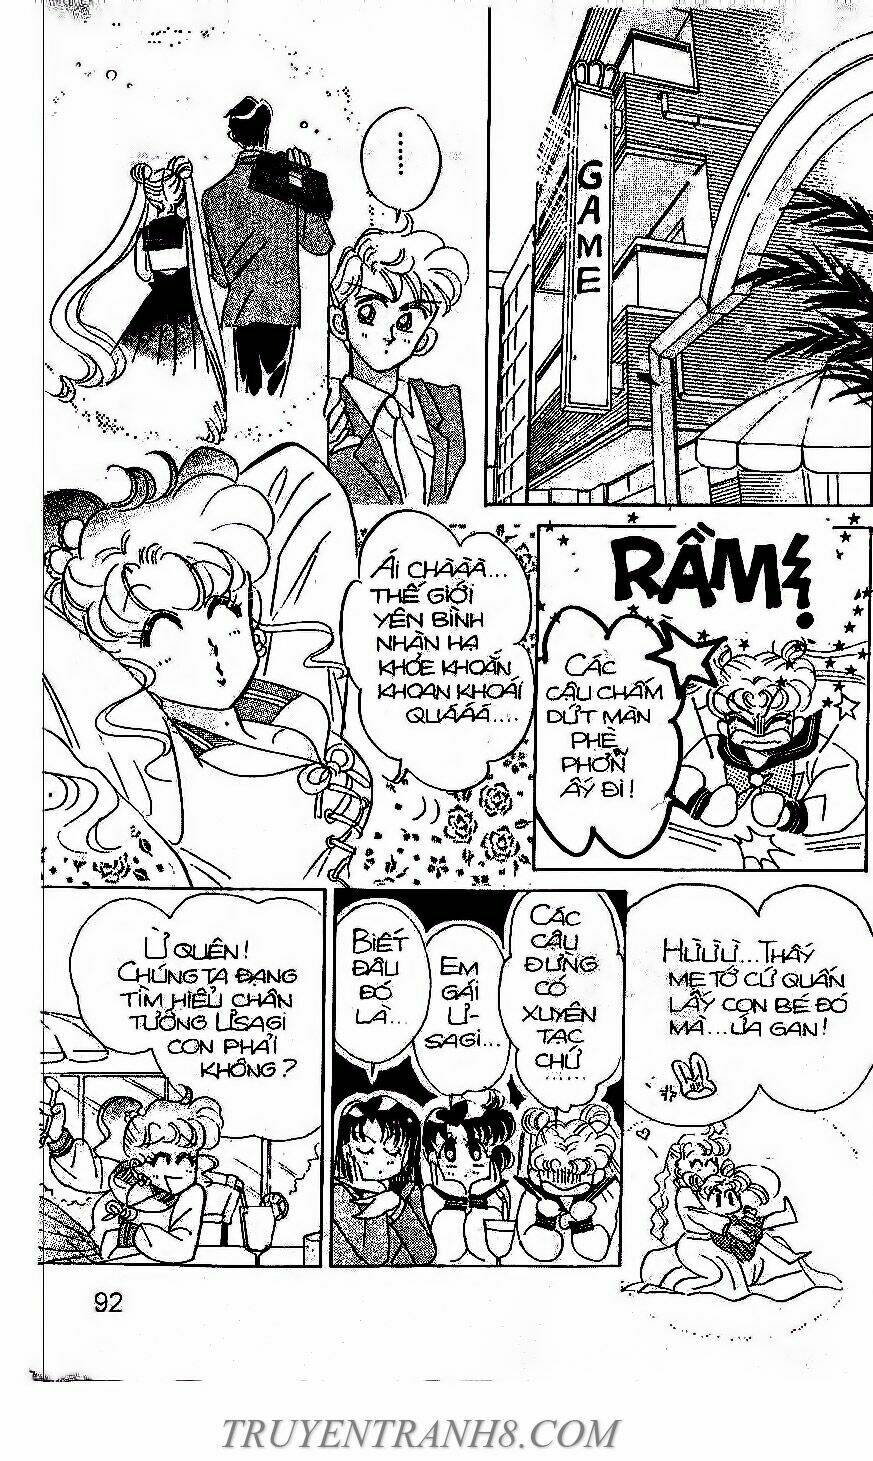 .......
GAME
ÁI CHÀÀÀ...
THẾ GIỚI
YÊN BÌNH
NHÀN HẠ
KHỎE KHOẮN
KHOAN KHOÁI
QUÁÁÁ....
RẦM!
CÁC
CẬU CHẤM
DỨT MÀN
PHÈ
PHỠN
ẤY ĐI!
Ừ QUÊN!
CHÚNG TA ĐANG
TÌM HIỂU CHÂN
TƯỚNG ƯSAGI
CON PHẢI
KHÔNG?
BIẾT
ĐÂU
ĐÓ
LÀ...
EM
GÁI
Ư-
SAGI...
CÁC
CẬU
ĐỪNG
CÓ
XUYÊN
TẠC
CHỨ
......
HỪỪỪ...THẤY
MẸ TỚ CỨ QUẤN
LẤY CON BÉ ĐÓ
MÀ...ỨA GAN!
92
TRUYENTRANH8.COM